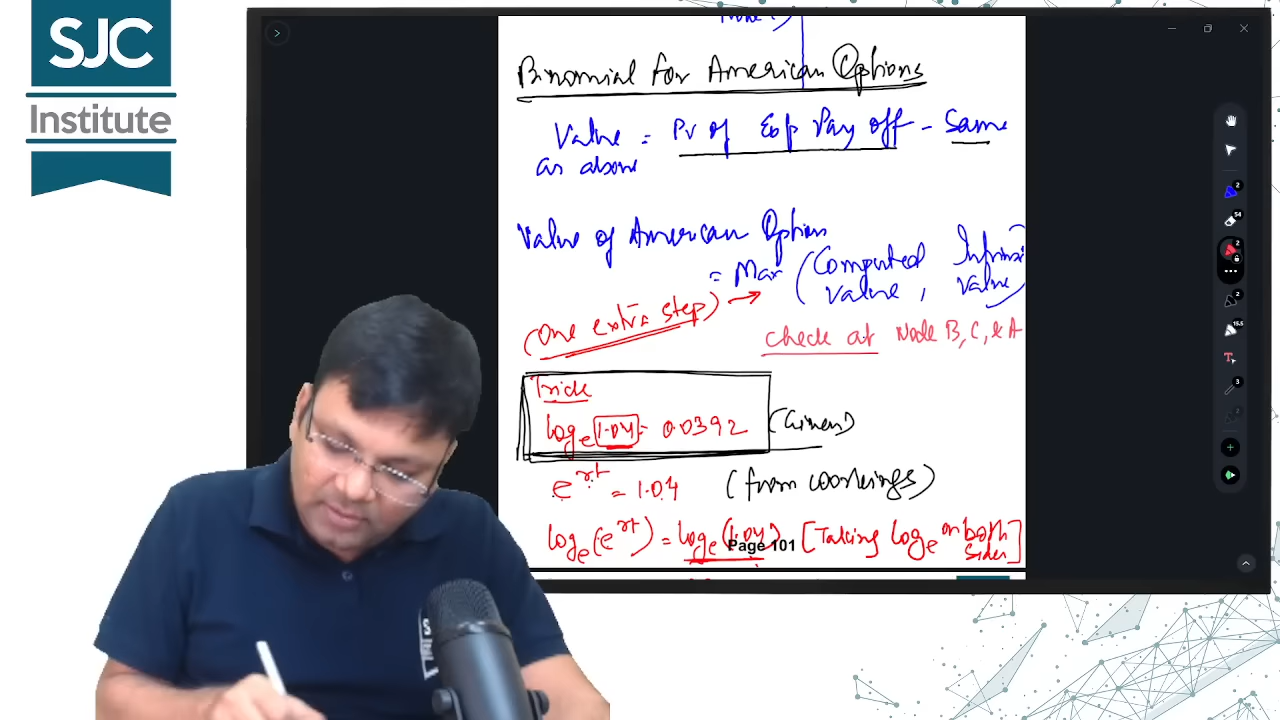 SJC
Institute
Binomial for American Options
Value = PV of Exp Pay off - Same
as above
Value of American Option
= Max (Computed Value, Intrinsic Value)
(One extra step) →
Check at Node B, C, & A
Trick
logₑ 1.04 = 0.0392 (Given)
e^rt = 1.04 (from workings)
logₑ(e^rt) = logₑ(1.04) [Taking logₑ on both sides]
Page 101